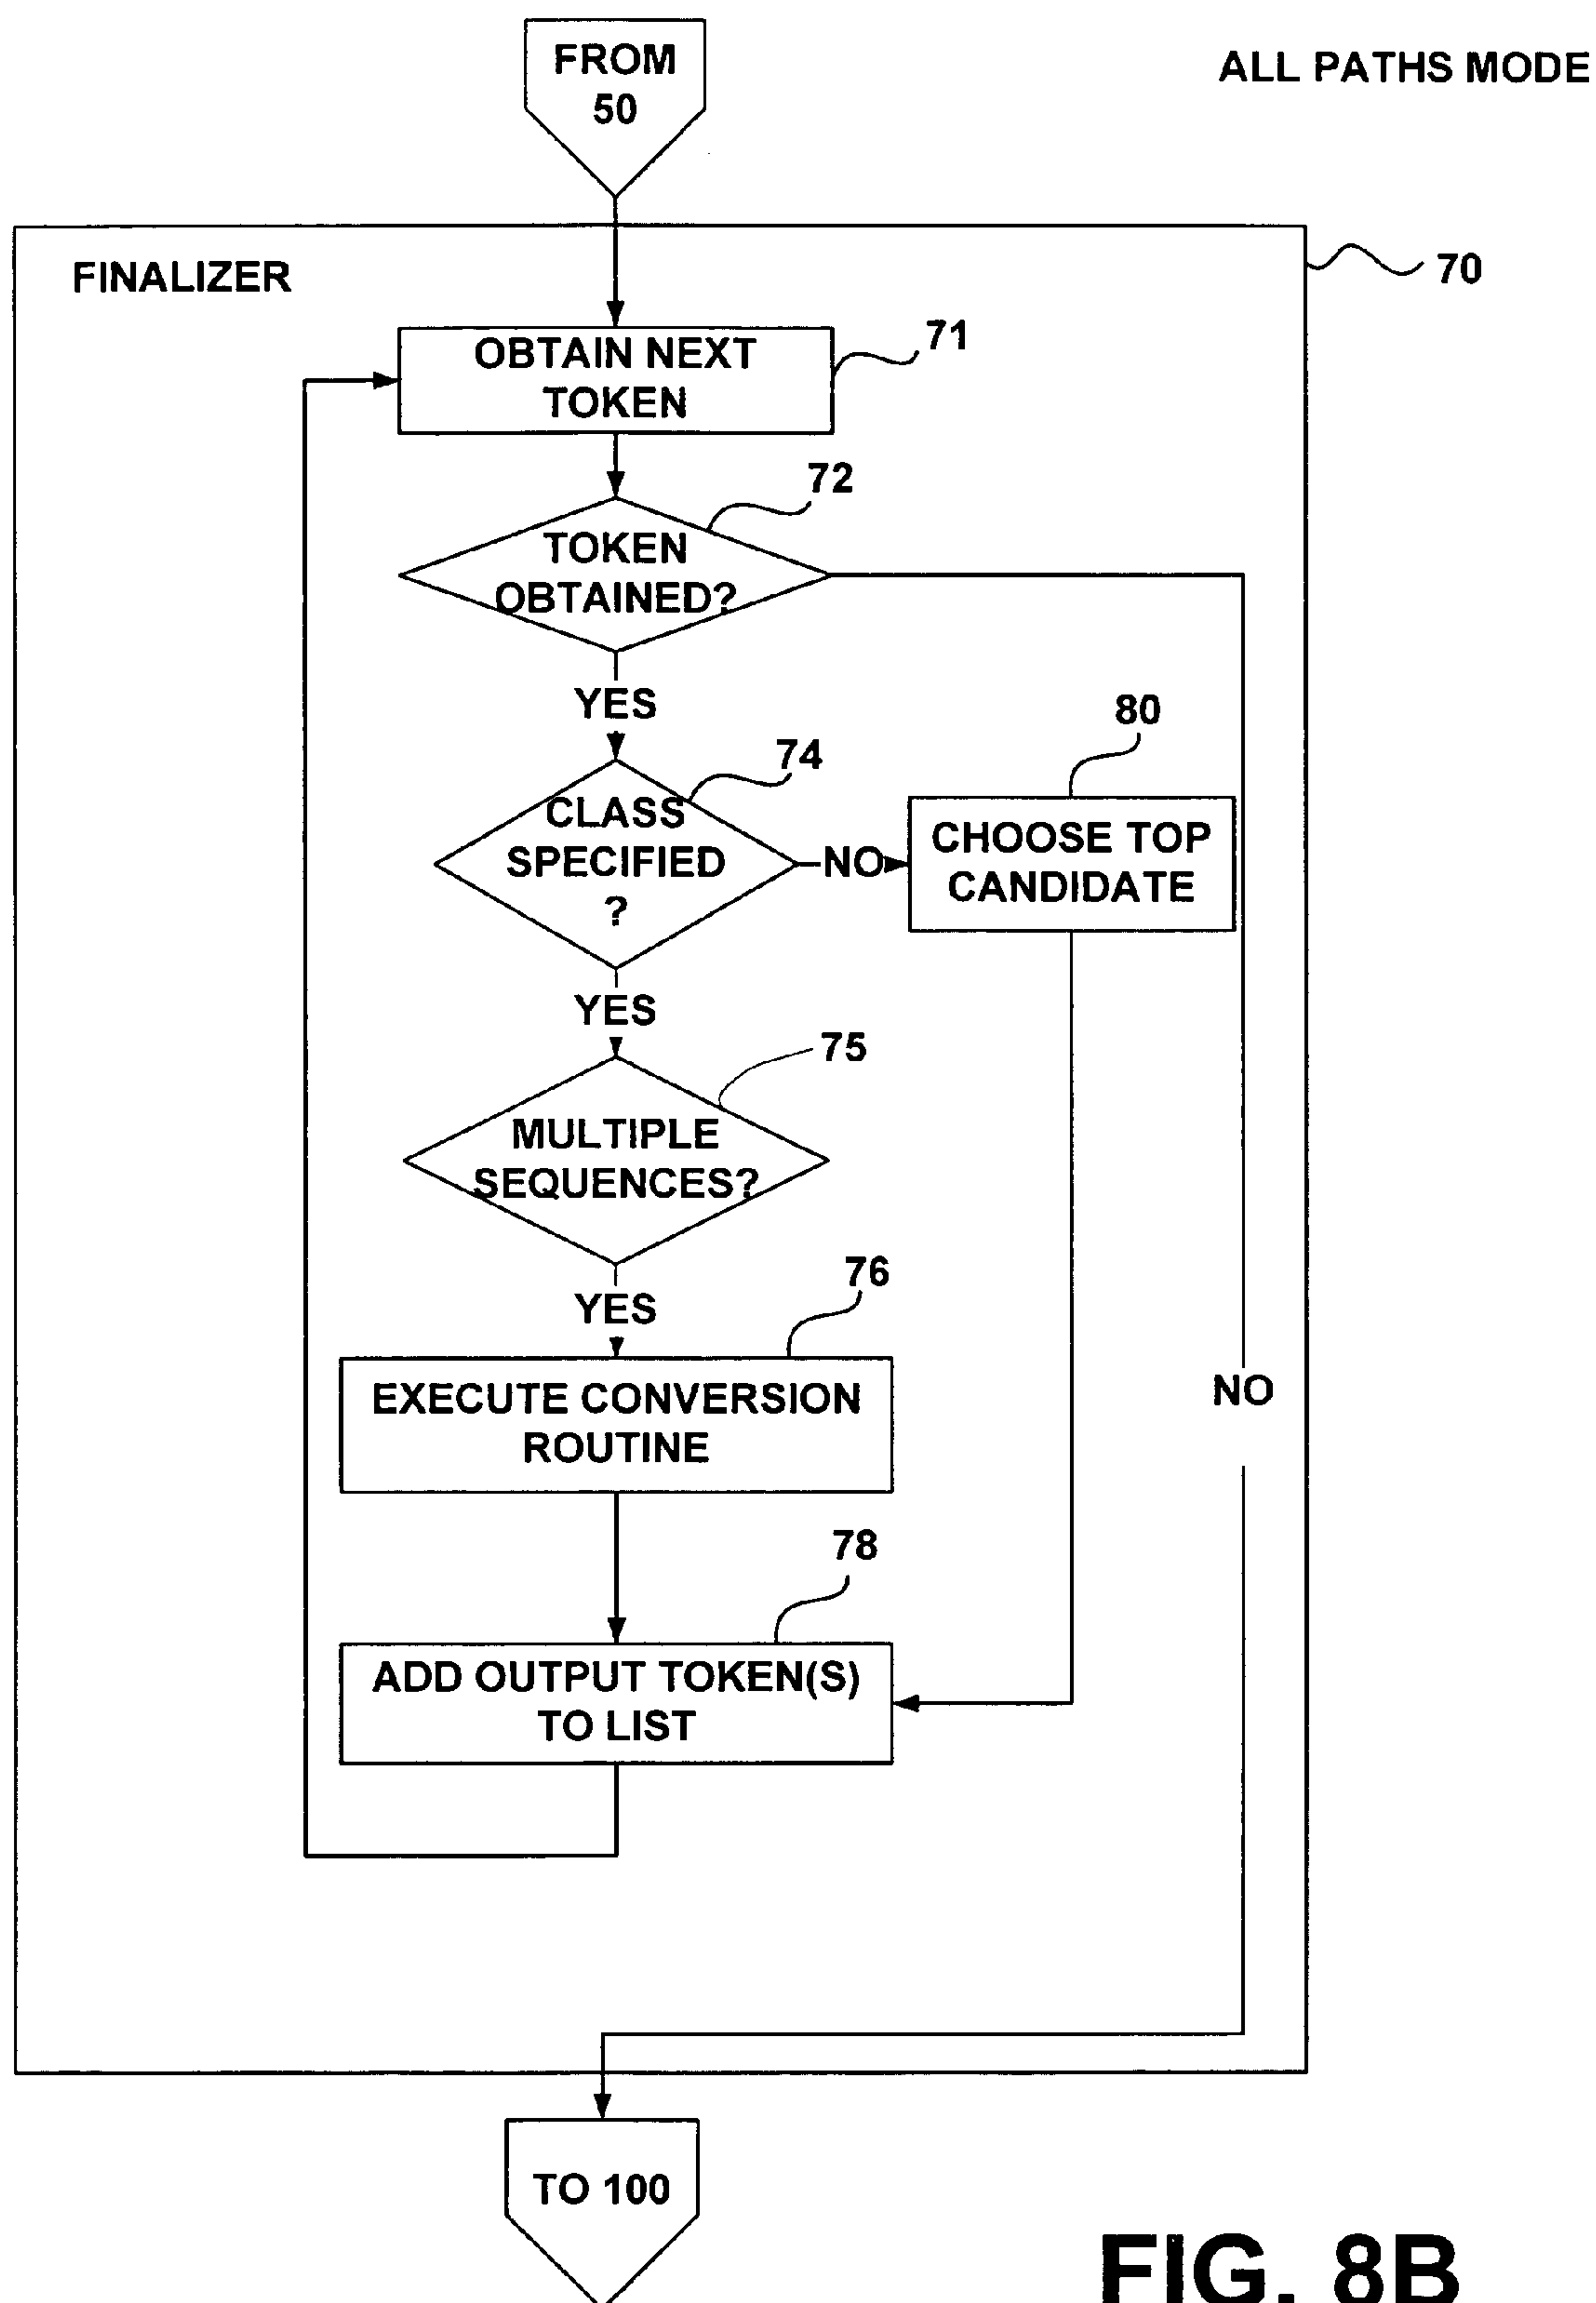 FROM
50
ALL PATHS MODE
FINALIZER
70
OBTAIN NEXT
TOKEN
71
72
TOKEN
OBTAINED?
YES
80
74
CLASS
SPECIFIED
?
NO
CHOOSE TOP
CANDIDATE
YES
75
MULTIPLE
SEQUENCES?
76
YES
EXECUTE CONVERSION
ROUTINE
NO
78
ADD OUTPUT TOKEN(S)
TO LIST
TO 100
FIG. 8B